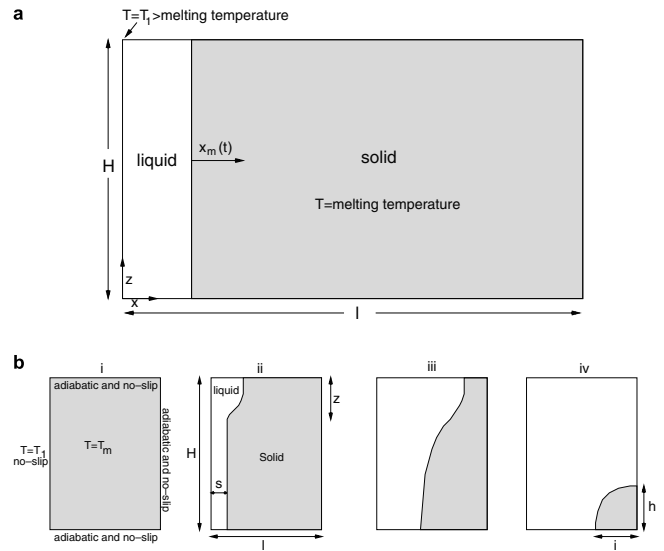 a
T=T1>melting temperature
H
liquid
xm(t)
solid
T=melting temperature
z
x
l
b
i
ii
iii
iv
adiabatic and no–slip
T=T1
no–slip
T=Tm
adiabatic and no–slip
adiabatic and no–slip
liquid
z
H
Solid
s
l
h
i